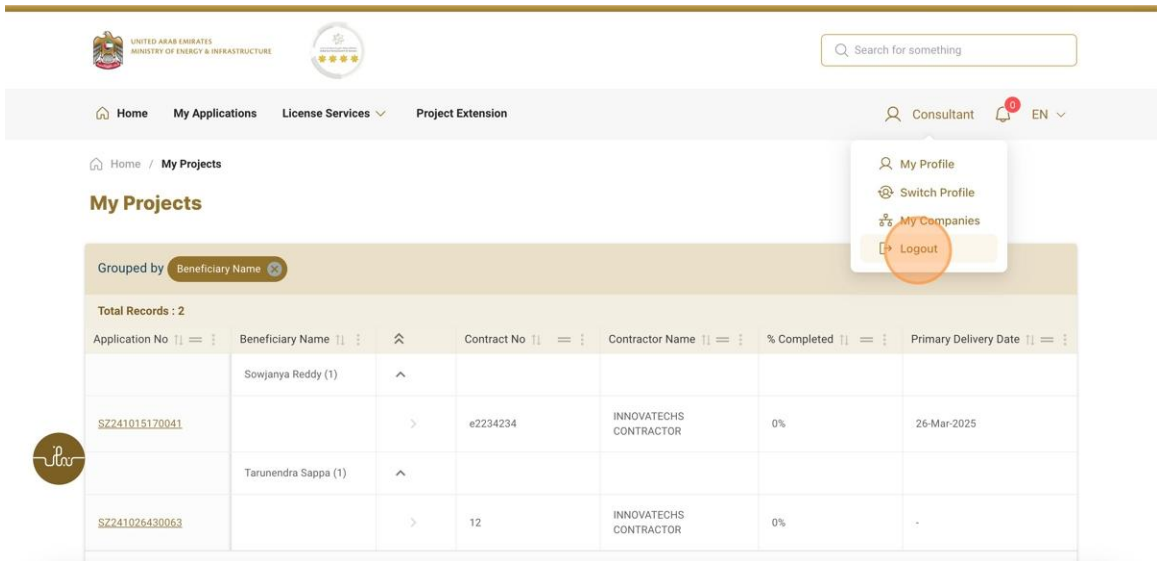 UNITED ARAB EMIRATES
MINISTRY OF ENERGY & INFRASTRUCTURE
Search for something
Home My Applications License Services Project Extension Consultant 0 EN
Home / My Projects
My Profile
Switch Profile
My Companies
Logout
My Projects
Grouped by Beneficiary Name
Total Records : 2
Application No Beneficiary Name Contract No Contractor Name % Completed Primary Delivery Date
Sowjanya Reddy (1)
SZ241015170041 e2234234 INNOVATECHS CONTRACTOR 0% 26-Mar-2025
Tarunendra Sappa (1)
SZ241026430063 12 INNOVATECHS CONTRACTOR 0% -